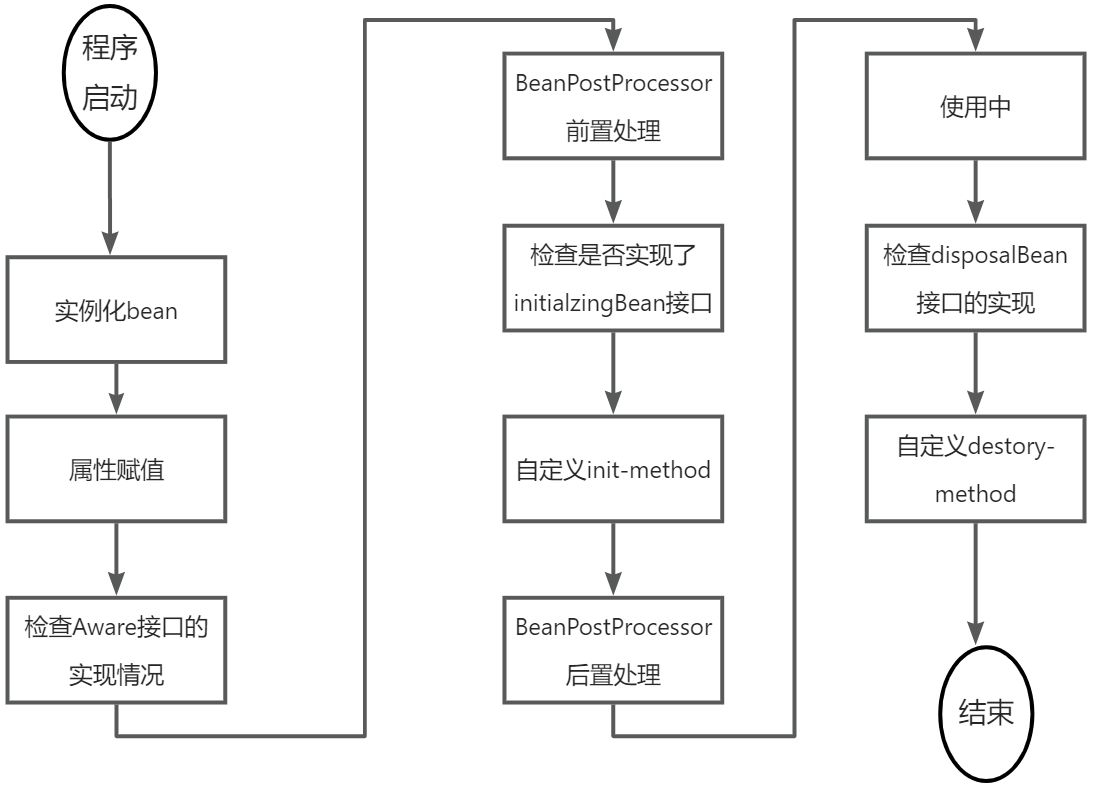 程序
启动
实例化bean
属性赋值
检查Aware接口的
实现情况
BeanPostProcessor
前置处理
检查是否实现了
initialzingBean接口
自定义init-method
BeanPostProcessor
后置处理
使用中
检查disposalBean
接口的实现
自定义destory-
method
结束